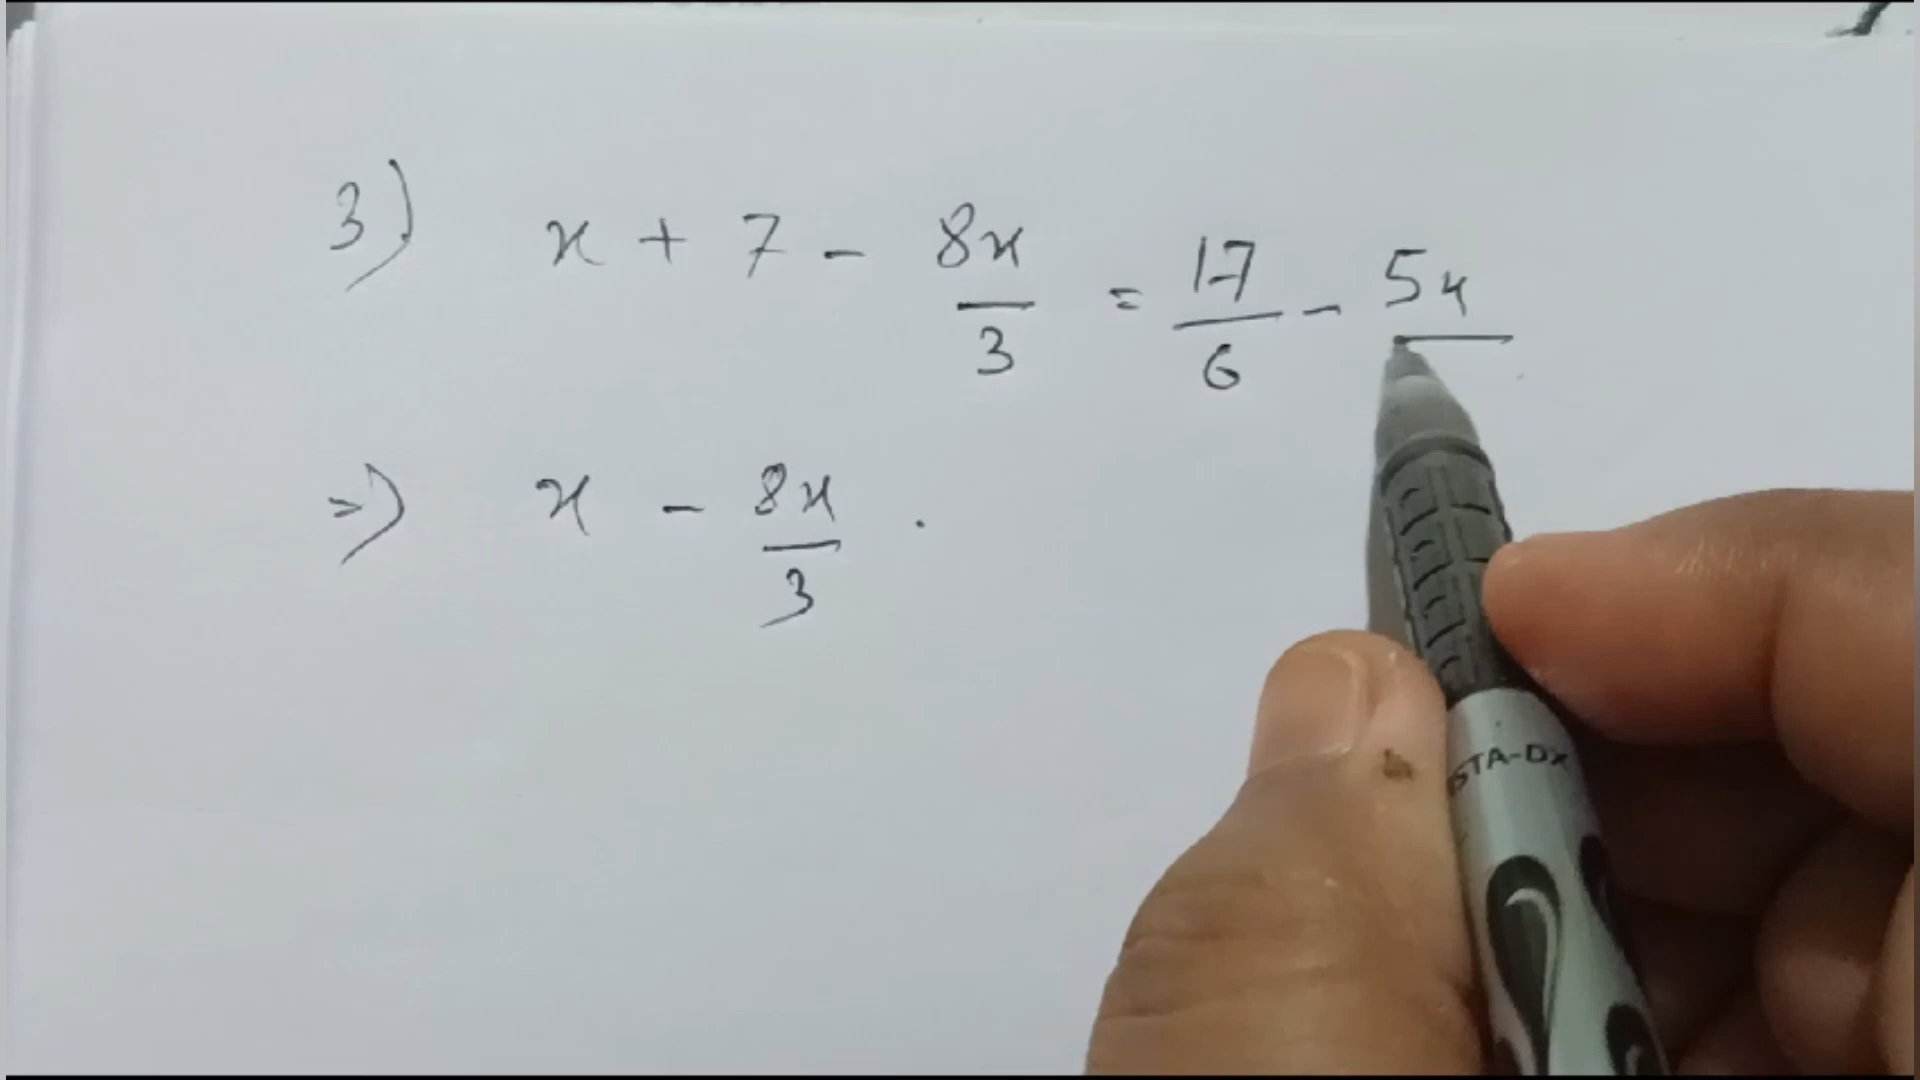 3) x + 7 - 8x/3 = 17/6 - 5x
=> x - 8x/3 .
STA-DX